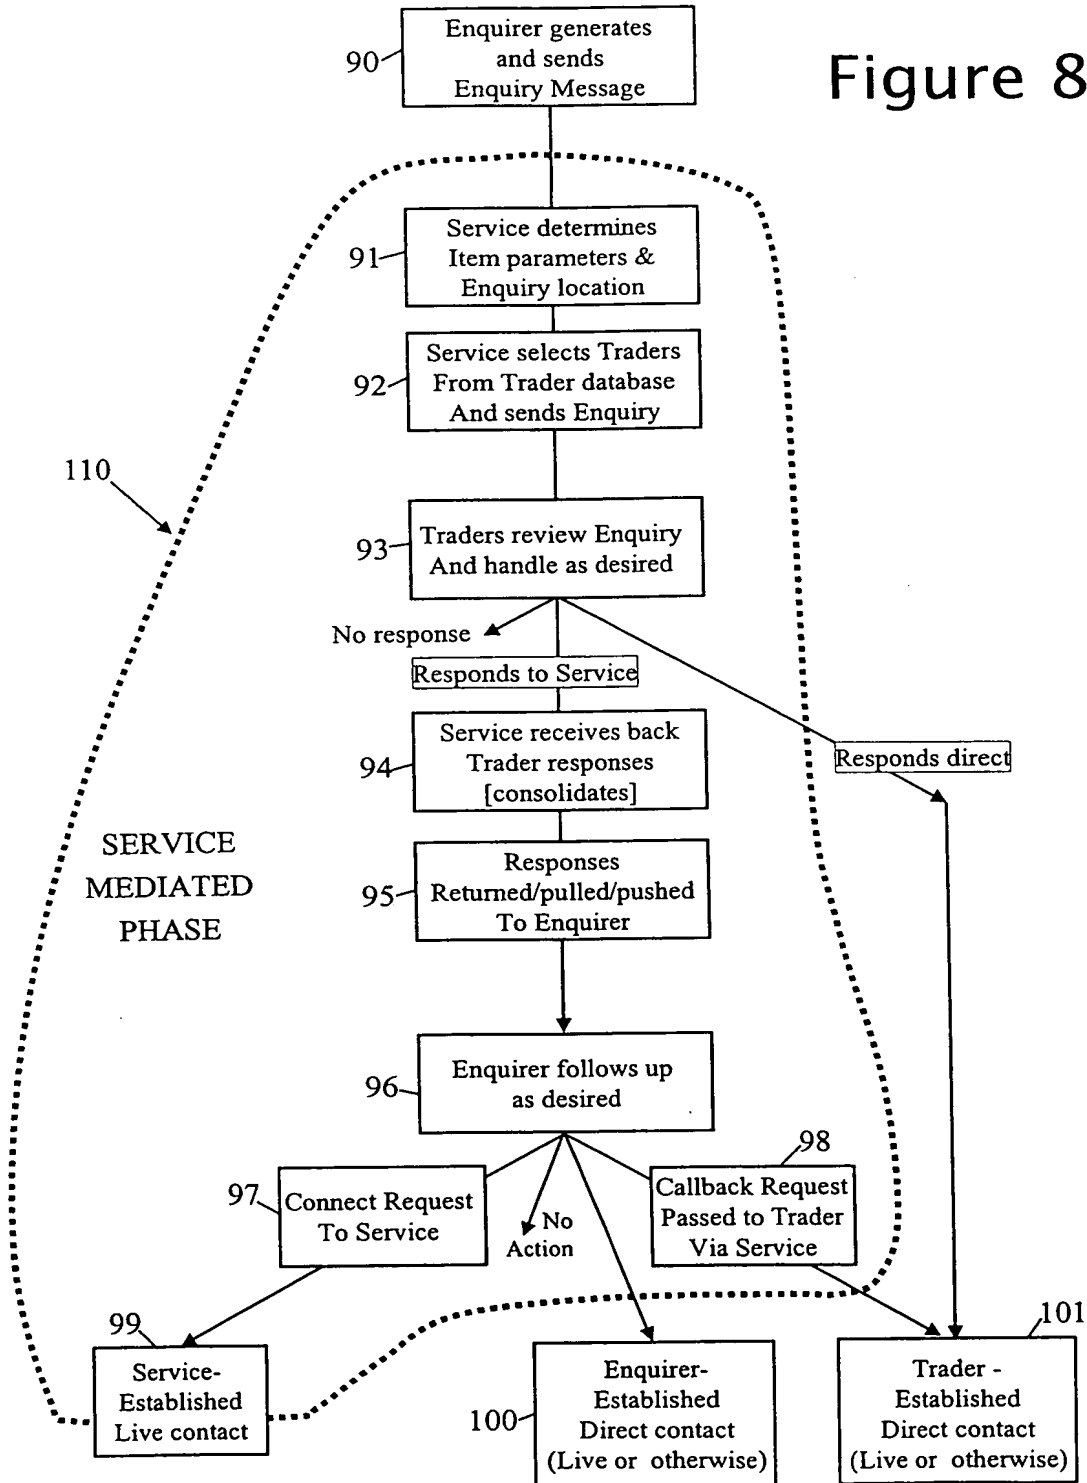 Figure 8
90
Enquirer generates
and sends
Enquiry Message
91
Service determines
Item parameters &
Enquiry location
92
Service selects Traders
From Trader database
And sends Enquiry
110
93
Traders review Enquiry
And handle as desired
No response
Responds to Service
Responds direct
94
Service receives back
Trader responses
[consolidates]
SERVICE
MEDIATED
PHASE
95
Responses
Returned/pulled/pushed
To Enquirer
96
Enquirer follows up
as desired
97
Connect Request
To Service
No
Action
98
Callback Request
Passed to Trader
Via Service
99
Service-
Established
Live contact
100
Enquirer-
Established
Direct contact
(Live or otherwise)
101
Trader -
Established
Direct contact
(Live or otherwise)